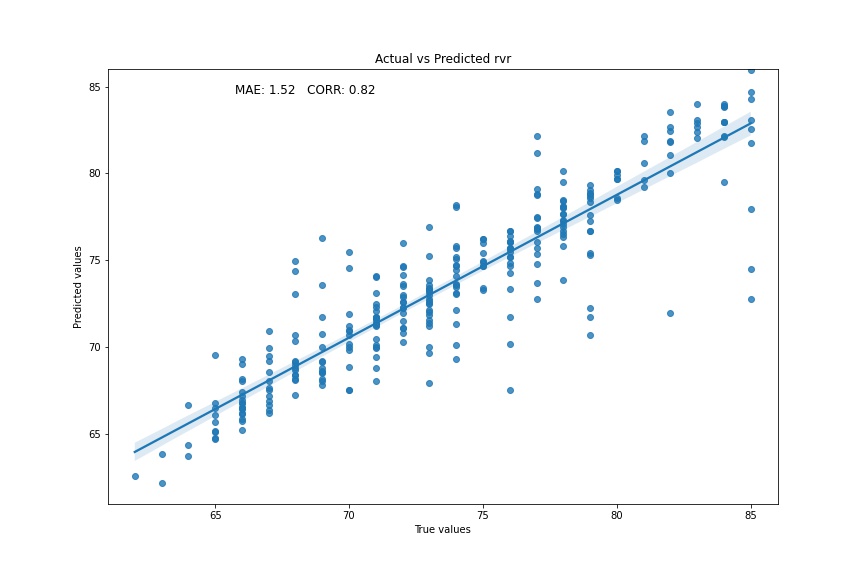 Actual vs Predicted rvr
MAE: 1.52   CORR: 0.82
85
80
75
70
65
Predicted values
65 70 75 80 85
True values